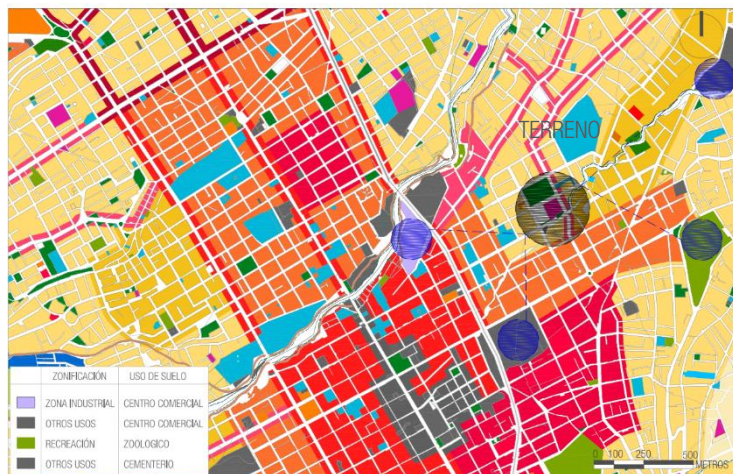 TERRENO
ZONIFICACIÓN USO DE SUELO
ZONA INDUSTRIAL CENTRO COMERCIAL
OTROS USOS CENTRO COMERCIAL
RECREACIÓN ZOOLOGICO
OTROS USOS CEMENTERIO
0 100 250 500
METROS